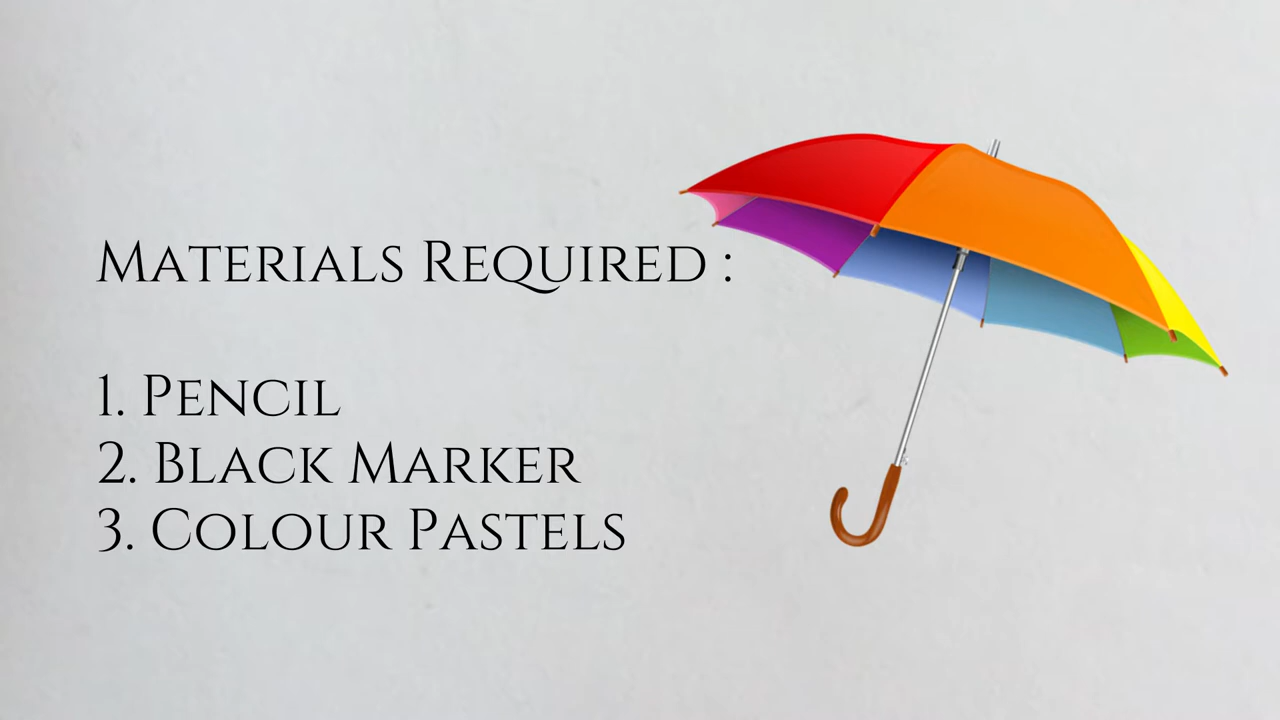 Materials Required :
1. Pencil
2. Black Marker
3. Colour Pastels